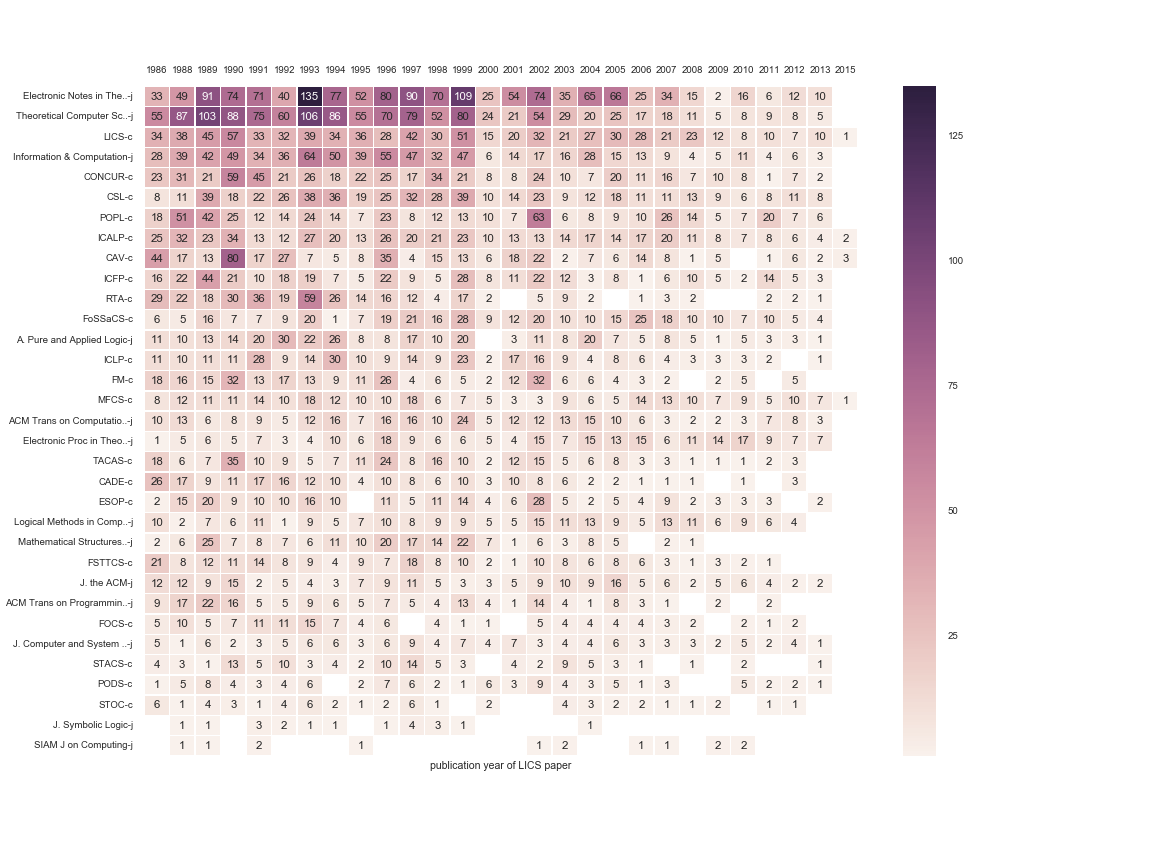 1986 1988 1989 1990 1991 1992 1993 1994 1995 1996 1997 1998 1999 2000 2001 2002 2003 2004 2005 2006 2007 2008 2009 2010 2011 2012 2013 2015
Electronic Notes in The..-j 33 49 91 74 71 40 135 77 52 80 90 70 109 25 54 74 35 65 66 25 34 15 2 16 6 12 10
Theoretical Computer Sc..-j 55 87 103 88 75 60 106 86 55 70 79 52 80 24 21 54 29 20 25 17 18 11 5 8 9 8 5
LICS-c 34 38 45 57 33 32 39 34 36 28 42 30 51 15 20 32 21 27 30 28 21 23 12 8 10 7 10 1
Information & Computation-j 28 39 42 49 34 36 64 50 39 55 47 32 47 6 14 17 16 28 15 13 9 4 5 11 4 6 3
CONCUR-c 23 31 21 59 45 21 26 18 22 25 17 34 21 8 8 24 10 7 20 11 16 7 10 8 1 7 2
CSL-c 8 11 39 18 22 26 38 36 19 25 32 28 39 10 14 23 9 12 18 11 11 13 9 6 8 11 8
POPL-c 18 51 42 25 12 14 24 14 7 23 8 12 13 10 7 63 6 8 9 10 26 14 5 7 20 7 6
ICALP-c 25 32 23 34 13 12 27 20 13 26 20 21 23 10 13 13 14 17 14 17 20 11 8 7 8 6 4 2
CAV-c 44 17 13 80 17 27 7 5 8 35 4 15 13 6 18 22 2 7 6 14 8 1 5 1 6 2 3
ICFP-c 16 22 44 21 10 18 19 7 5 22 9 5 28 8 11 22 12 3 8 1 6 10 5 2 14 5 3
RTA-c 29 22 18 30 36 19 59 26 14 16 12 4 17 2 5 9 2 1 3 2 2 2 1
FoSSaCS-c 6 5 16 7 7 9 20 1 7 19 21 16 28 9 12 20 10 10 15 25 18 10 10 7 10 5 4
A. Pure and Applied Logic-j 11 10 13 14 20 30 22 26 8 8 17 10 20 3 11 8 20 7 5 8 5 1 5 3 3 1
ICLP-c 11 10 11 11 28 9 14 30 10 9 14 9 23 2 17 16 9 4 8 6 4 3 3 3 2 1
FM-c 18 16 15 32 13 17 13 9 11 26 4 6 5 2 12 32 6 6 4 3 2 2 5 5
MFCS-c 8 12 11 11 14 10 18 12 10 10 18 6 7 5 3 3 9 6 5 14 13 10 7 9 5 10 7 1
ACM Trans on Computatio..-j 10 13 6 8 9 5 12 16 7 16 16 10 24 5 12 12 13 15 10 6 3 2 2 3 7 8 3
Electronic Proc in Theo..-j 1 5 6 5 7 3 4 10 6 18 9 6 6 5 4 15 7 15 13 15 6 11 14 17 9 7 7
TACAS-c 18 6 7 35 10 9 5 7 11 24 8 16 10 2 12 15 5 6 8 3 3 1 1 1 2 3
CADE-c 26 17 9 11 17 16 12 10 4 10 8 6 10 3 10 8 6 2 2 1 1 1 1 3
ESOP-c 2 15 20 9 10 10 16 10 11 5 11 14 4 6 28 5 2 5 4 9 2 3 3 3 2
Logical Methods in Comp..-j 10 2 7 6 11 1 9 5 7 10 8 9 9 5 5 15 11 13 9 5 13 11 6 9 6 4
Mathematical Structures..-j 2 6 25 7 8 7 6 11 10 20 17 14 22 7 1 6 3 8 5 2 1
FSTTCS-c 21 8 12 11 14 8 9 4 9 7 18 8 10 2 1 10 8 6 8 6 3 1 3 2 1
J. the ACM-j 12 12 9 15 2 5 4 3 7 9 11 5 3 3 5 9 10 9 16 5 6 2 5 6 4 2 2
ACM Trans on Programmin..-j 9 17 22 16 5 5 9 6 5 7 5 4 13 4 1 14 4 1 8 3 1 2 2
FOCS-c 5 10 5 7 11 11 15 7 4 6 4 1 1 5 4 4 4 4 3 2 2 1 2
J. Computer and System ..-j 5 1 6 2 3 5 6 6 3 6 9 4 7 4 7 3 4 4 6 3 3 3 2 5 2 4 1
STACS-c 4 3 1 13 5 10 3 4 2 10 14 5 3 4 2 9 5 3 1 1 2 1
PODS-c 1 5 8 4 3 4 6 2 7 6 2 1 6 3 9 4 3 5 1 3 5 2 2 1
STOC-c 6 1 4 3 1 4 6 2 1 2 6 1 2 4 3 2 2 1 1 2 1 1
J. Symbolic Logic-j 1 1 3 2 1 1 1 4 3 1 1
SIAM J on Computing-j 1 1 2 1 1 2 1 1 2 2
publication year of LICS paper
125
100
75
50
25